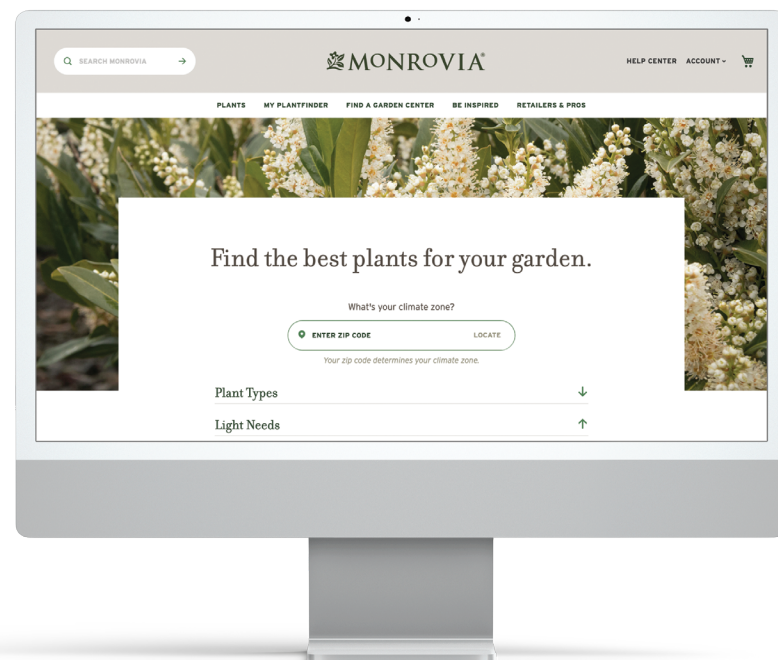 SEARCH MONROVIA
MONROVIA®
HELP CENTER ACCOUNT
PLANTS MY PLANTFINDER FIND A GARDEN CENTER BE INSPIRED RETAILERS & PROS
Find the best plants for your garden.
What's your climate zone?
ENTER ZIP CODE LOCATE
Your zip code determines your climate zone.
Plant Types
Light Needs